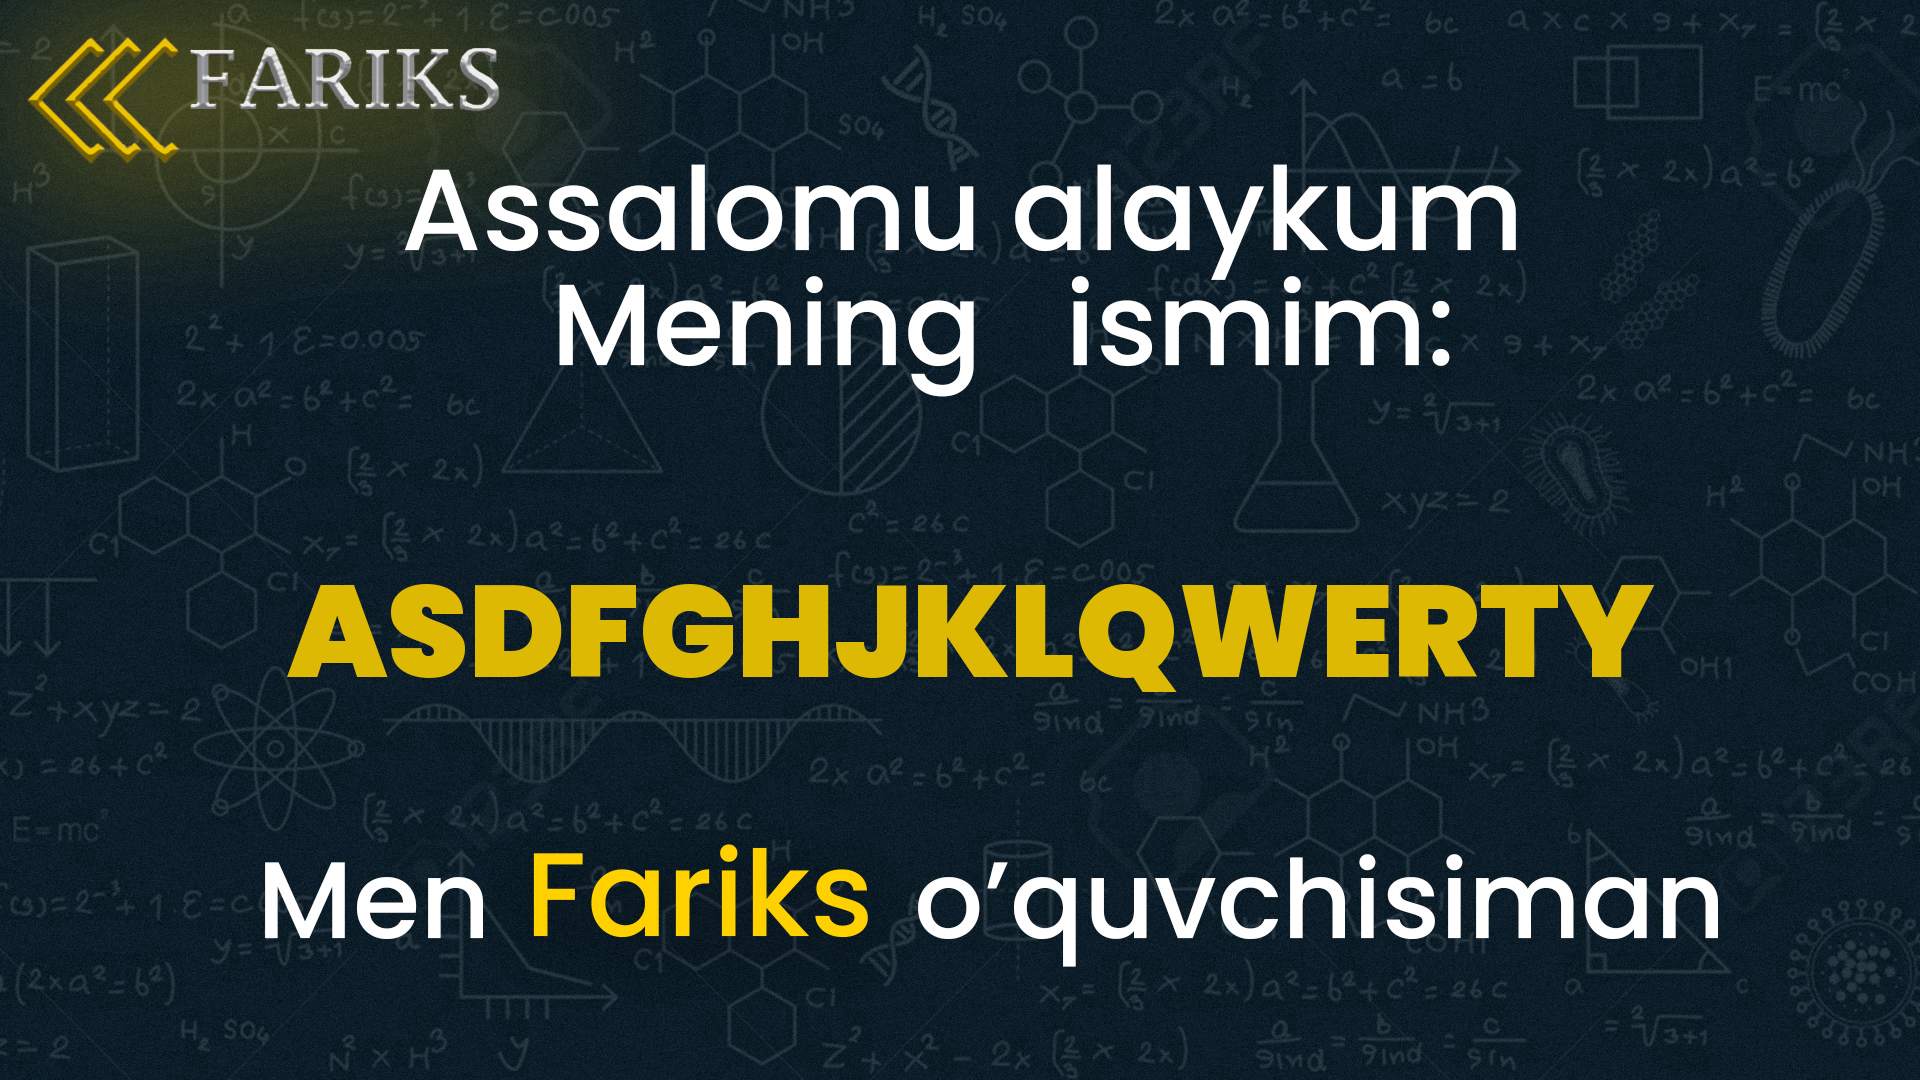 FARIKS
Assalomu alaykum
Mening ismim:
ASDFGHJKLQWERTY
Men Fariks o’quvchisiman